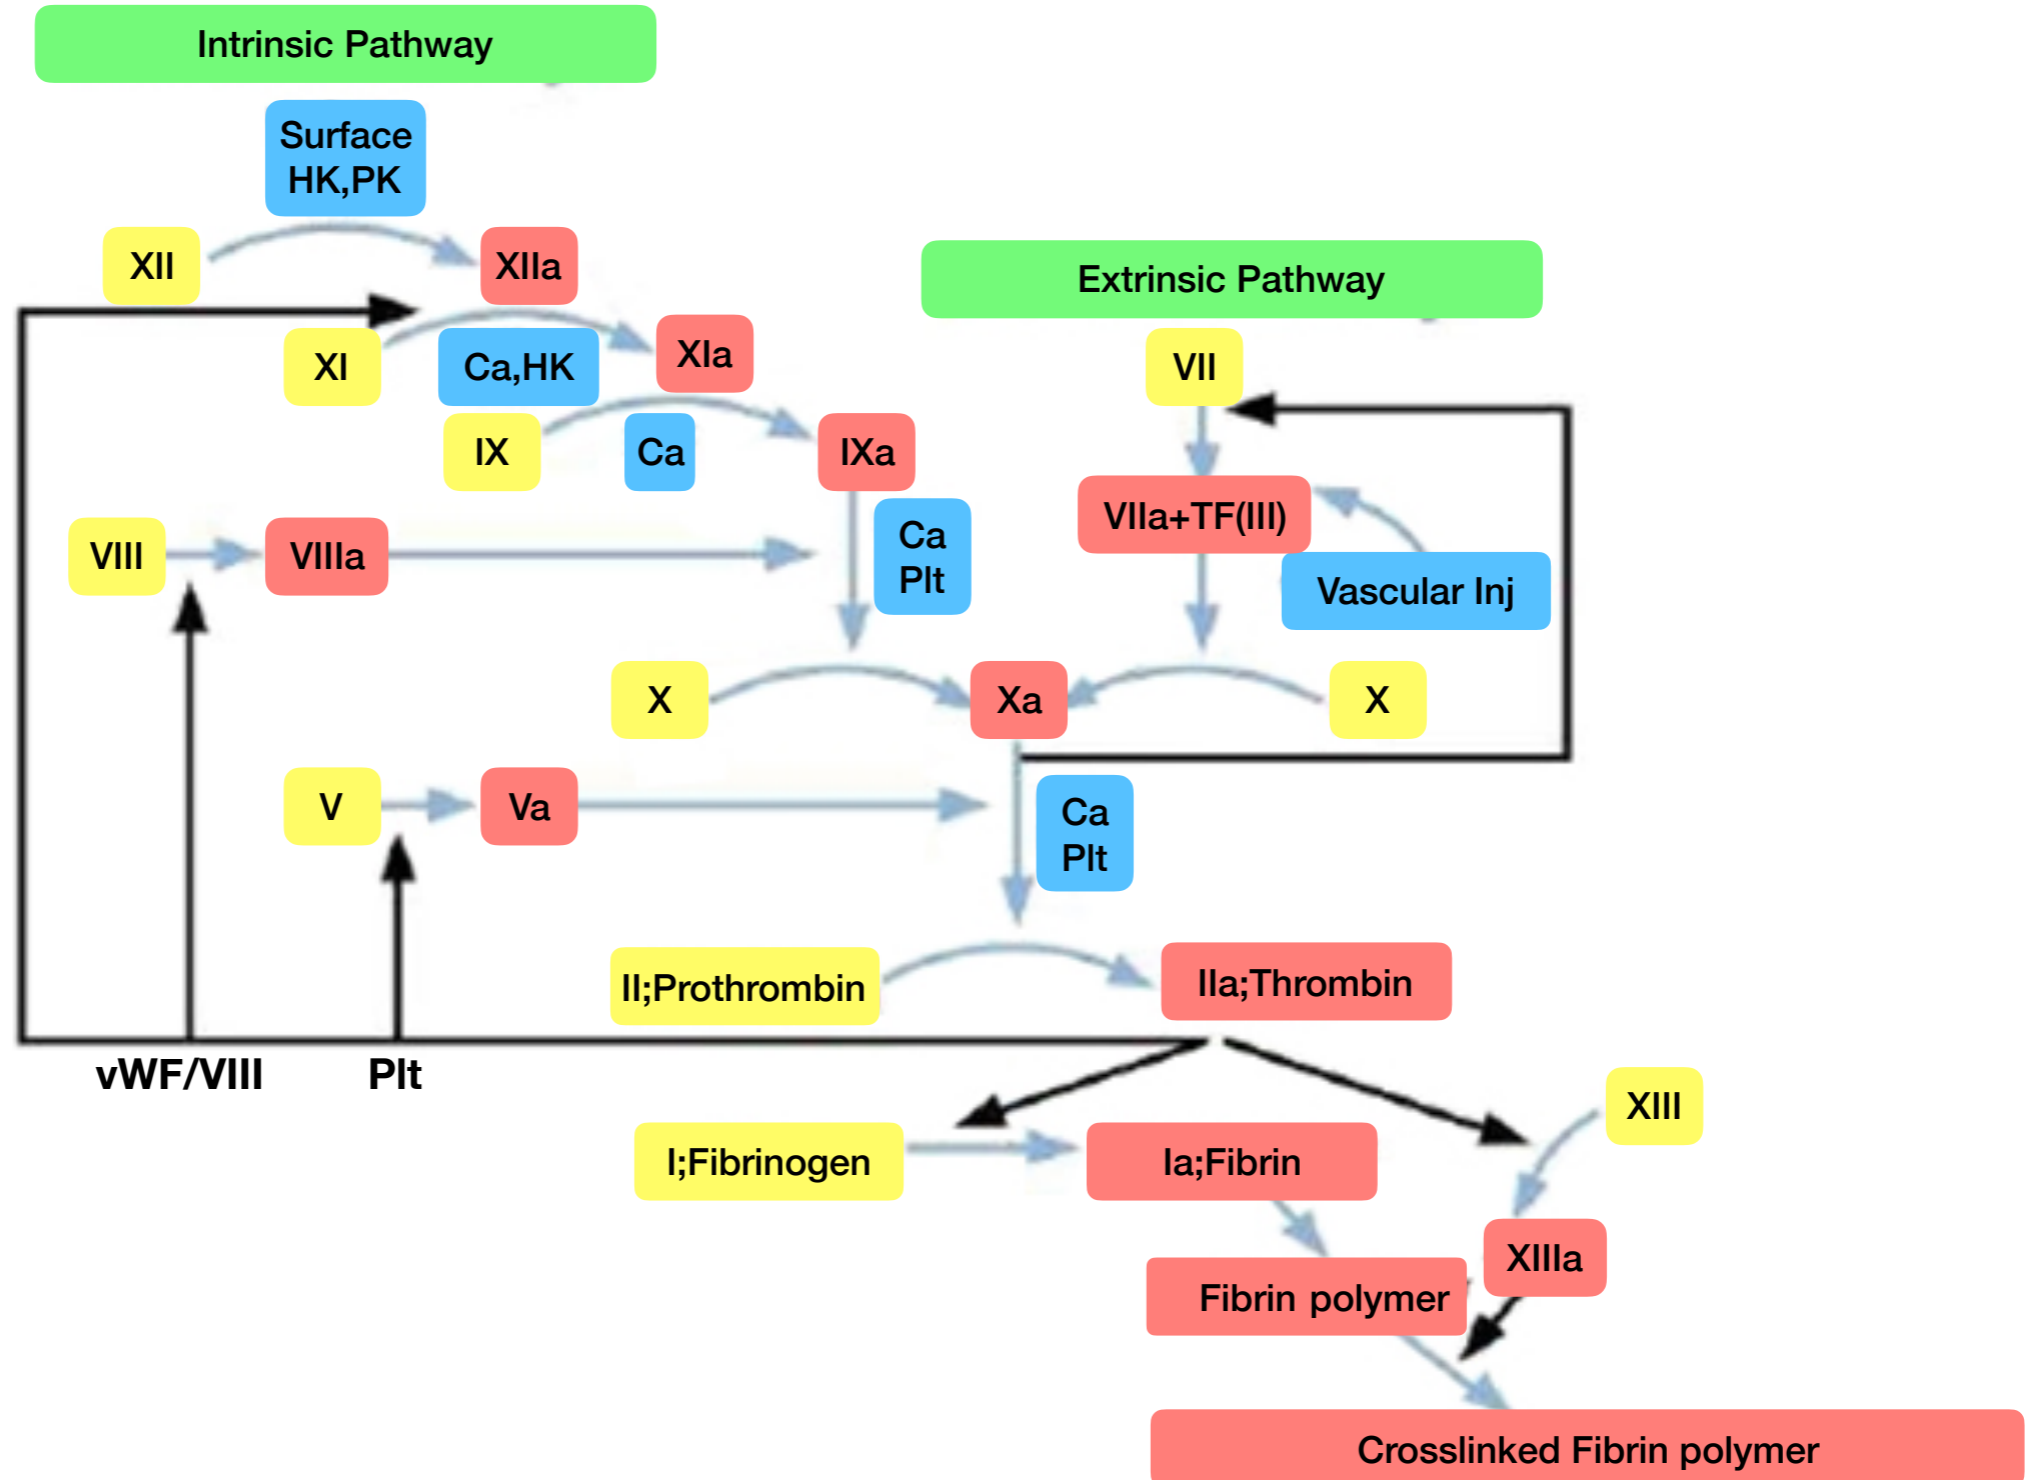 Intrinsic Pathway
Surface
HK,PK
XII
XIIa
Extrinsic Pathway
XI
Ca,HK
XIa
VII
IX
Ca
IXa
VIII
VIIIa
Ca
Plt
VIIa+TF(III)
Vascular Inj
X
Xa
X
V
Va
Ca
Plt
II;Prothrombin
IIa;Thrombin
vWF/VIII
Plt
XIII
I;Fibrinogen
Ia;Fibrin
XIIIa
Fibrin polymer
Crosslinked Fibrin polymer